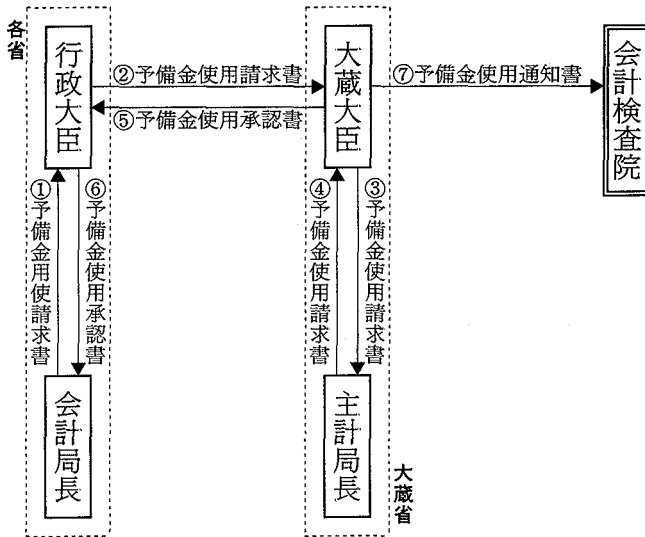 各省
行政大臣
②予備金使用請求書
⑤予備金使用承認書
大蔵大臣
⑦予備金使用通知書
会計検査院
①予備金用使請求書
⑥予備金使用承認書
④予備金使用請求書
③予備金使用請求書
会計局長
主計局長
大蔵省